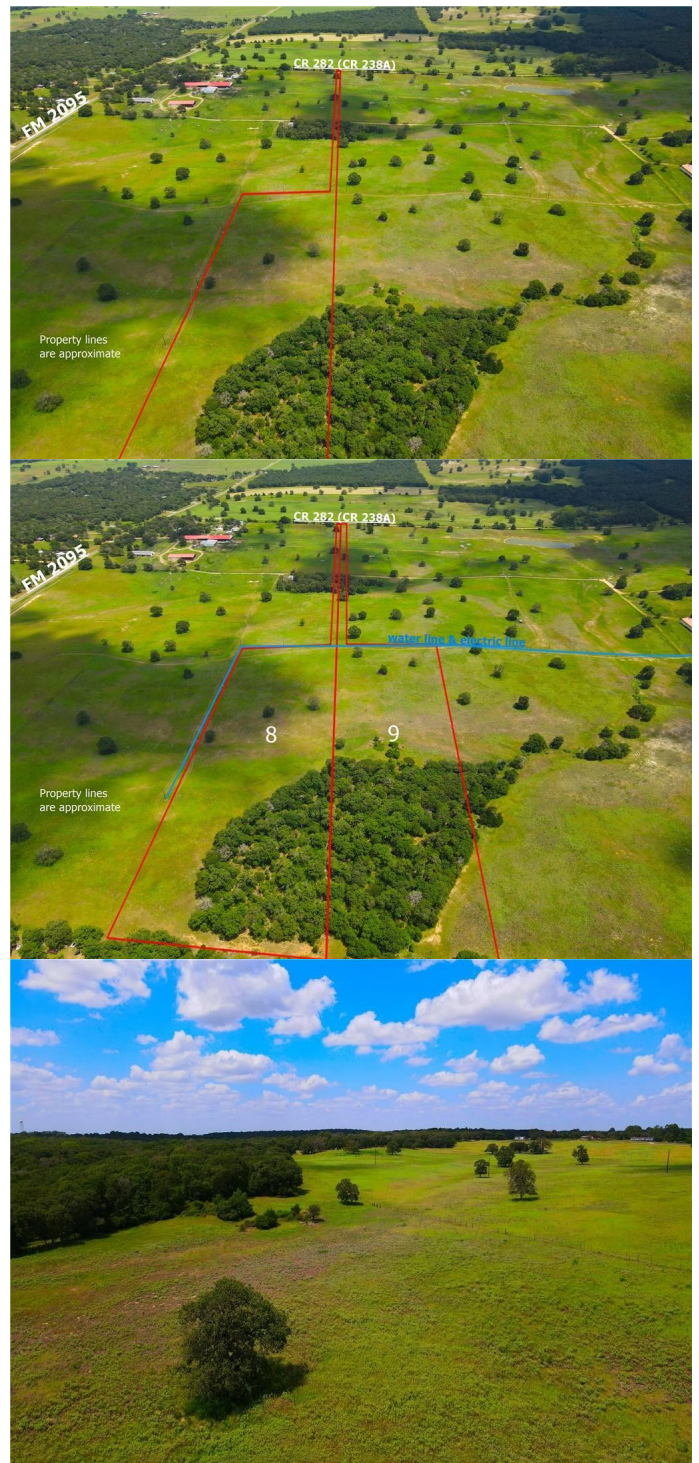 CR 282 (CR 238A)
FM 2095
Property lines
are approximate
CR 282 (CR 238A)
FM 2095
water line & electric line
8
9
Property lines
are approximate